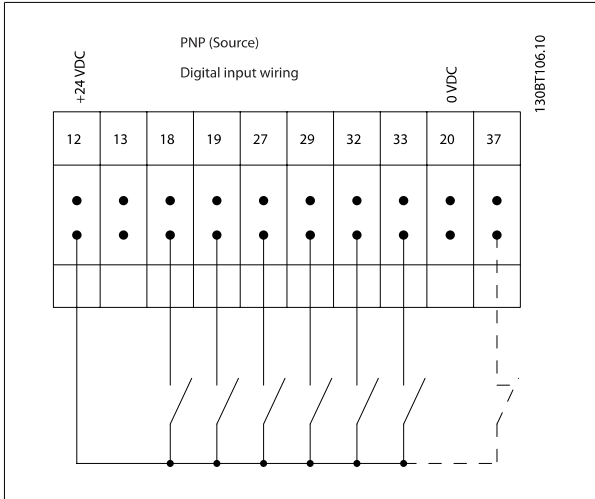 PNP (Source)
Digital input wiring
+24 VDC
0 VDC
130BT106.10
12 13 18 19 27 29 32 33 20 37